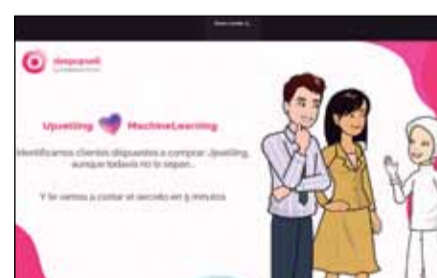 deepupsell
Upselling MachineLearning
Identificamos clientes dispuestos a comprar Upselling,
aunque todavía no lo sepan...
Y te vamos a contar el secreto en 5 minutos